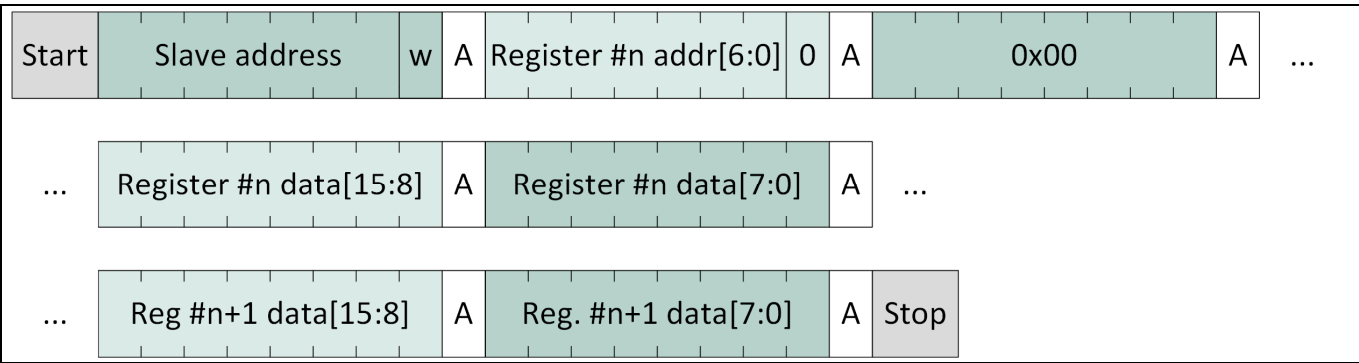 Start Slave address w A Register #n addr[6:0] 0 A 0x00 A ...
... Register #n data[15:8] A Register #n data[7:0] A ...
... Reg #n+1 data[15:8] A Reg. #n+1 data[7:0] A Stop